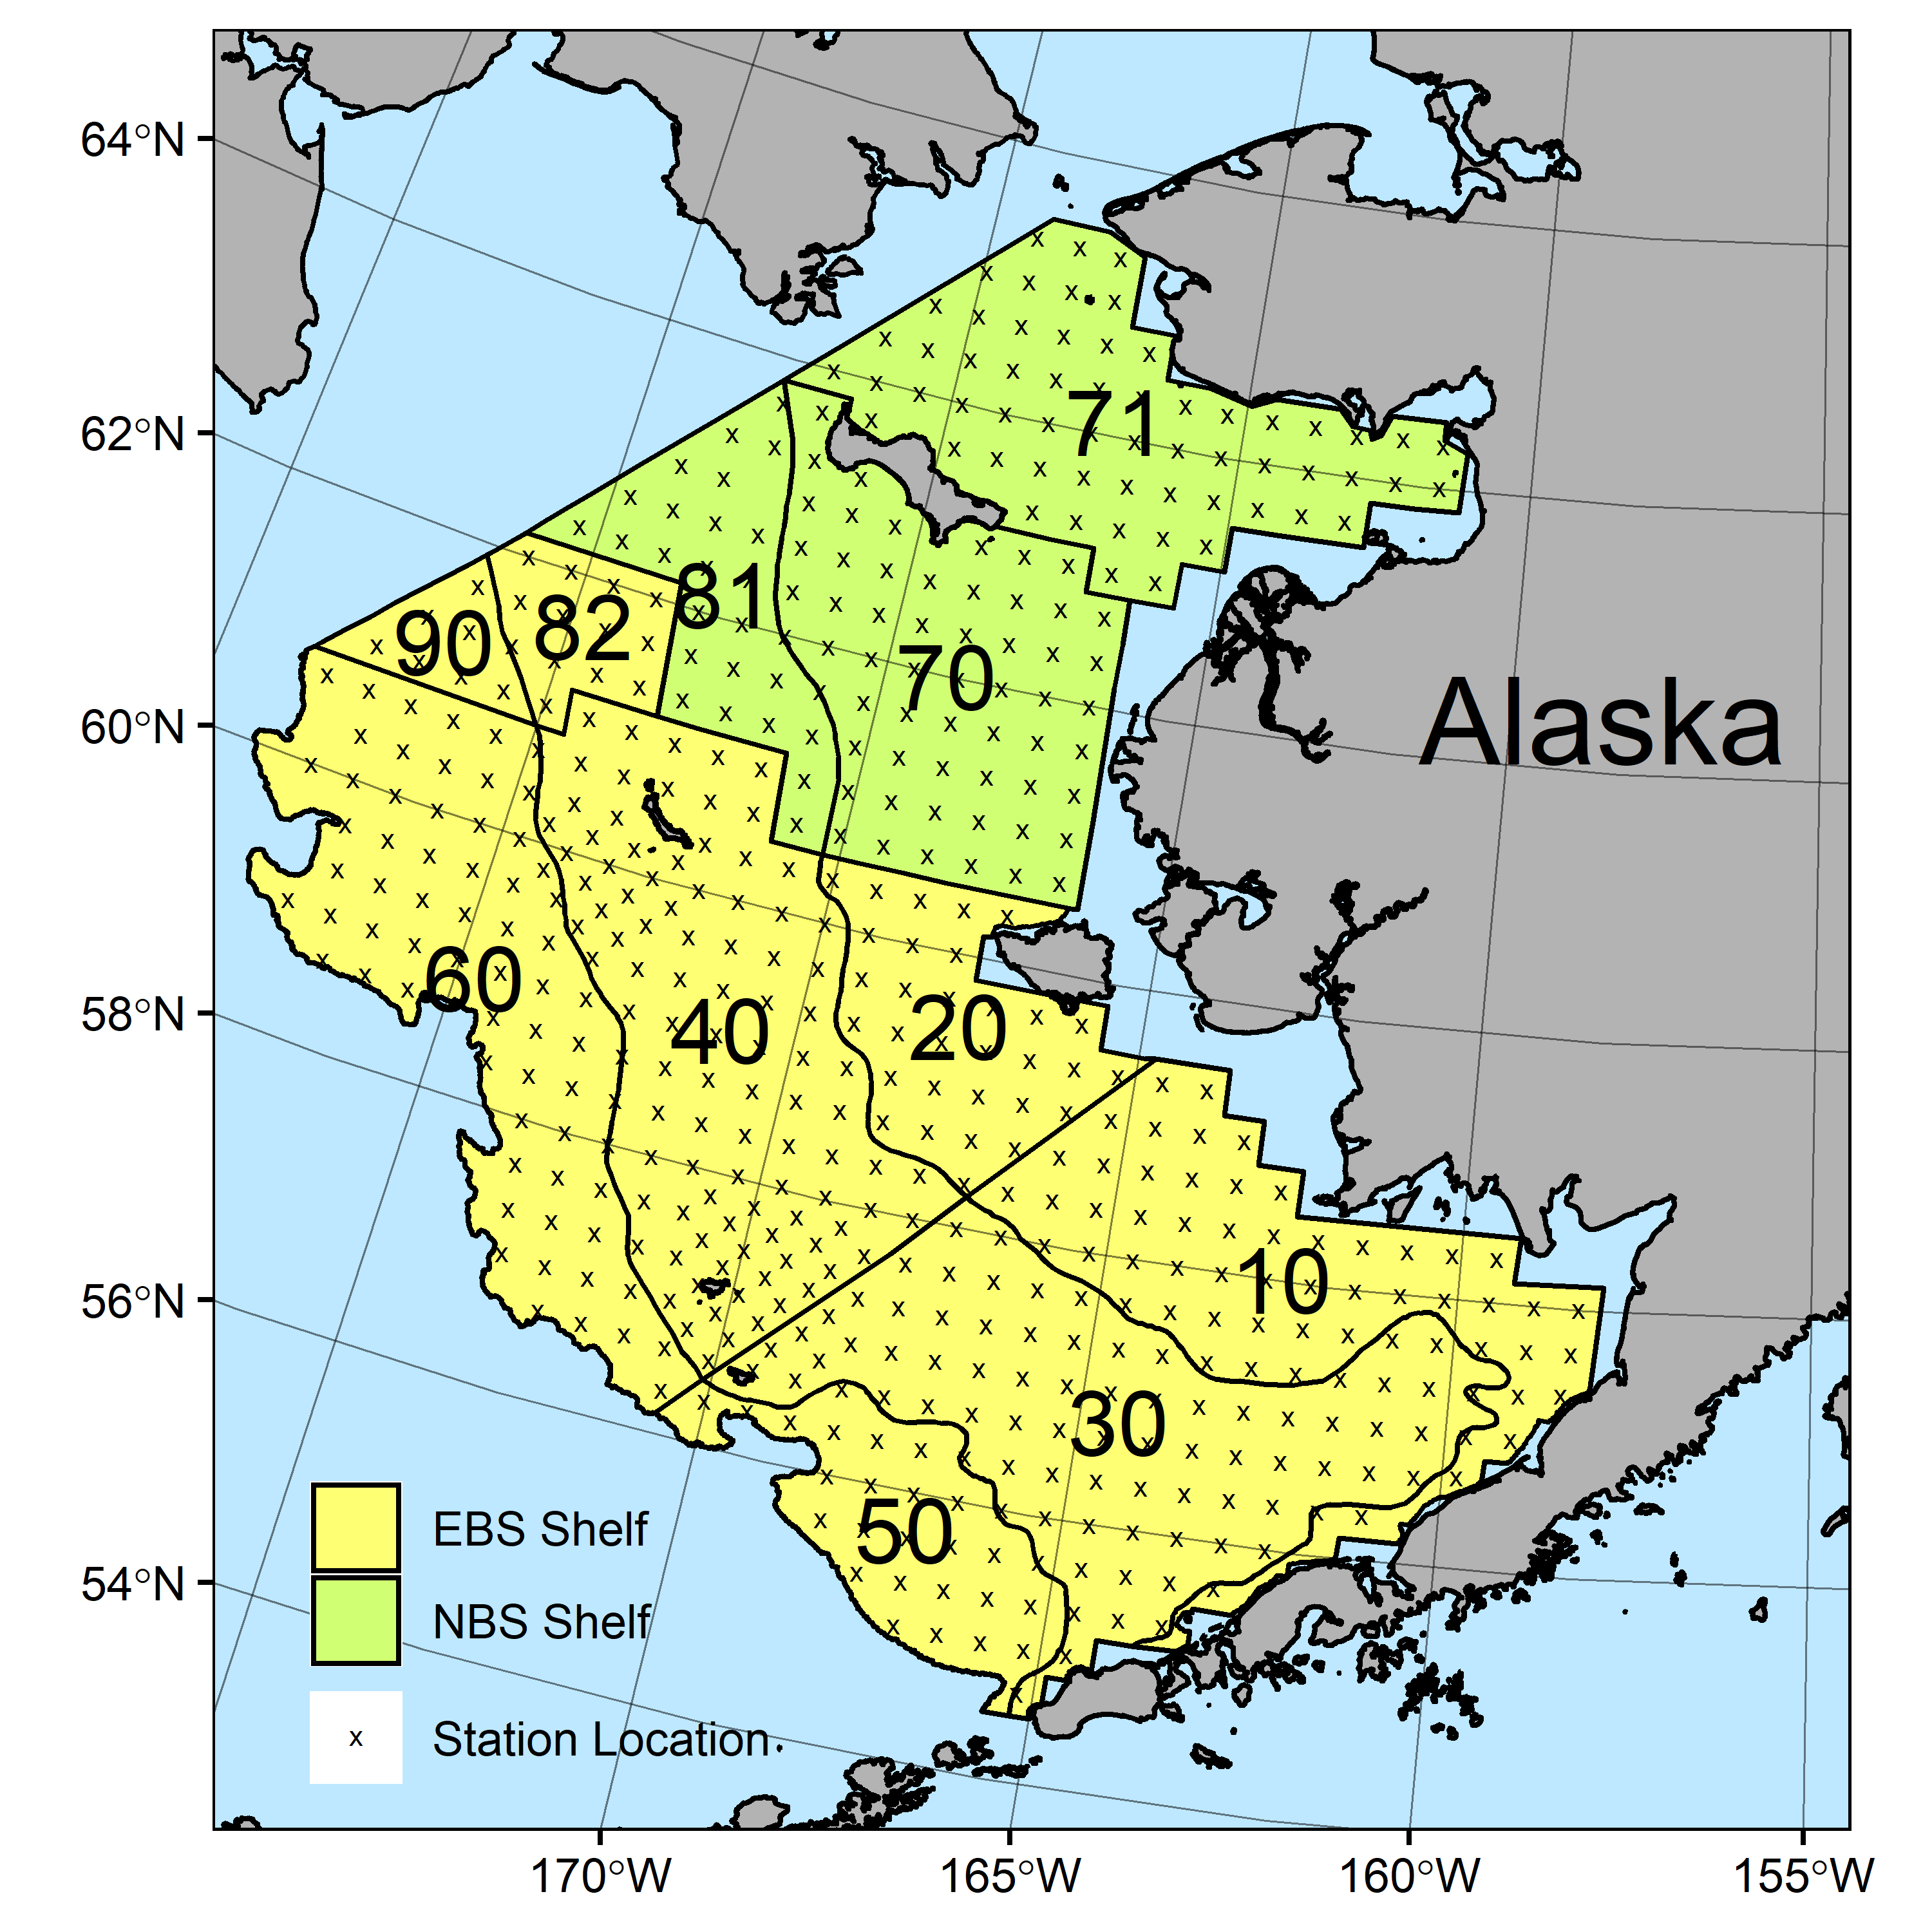 64°N
62°N
60°N
58°N
56°N
54°N
71
81
82
90
70
Alaska
60
40
20
10
30
50
EBS Shelf
NBS Shelf
x Station Location
170°W 165°W 160°W 155°W